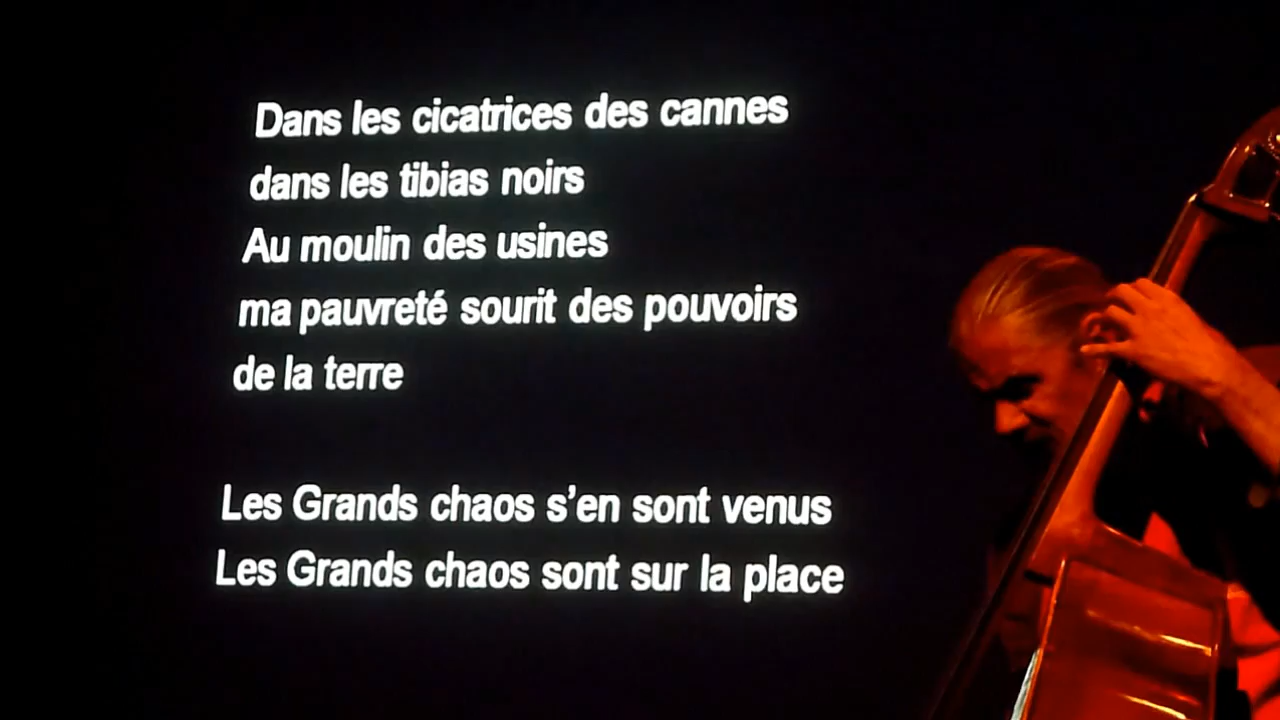 Dans les cicatrices des cannes
dans les tibias noirs
Au moulin des usines
ma pauvreté sourit des pouvoirs
de la terre
Les Grands chaos s’en sont venus
Les Grands chaos sont sur la place